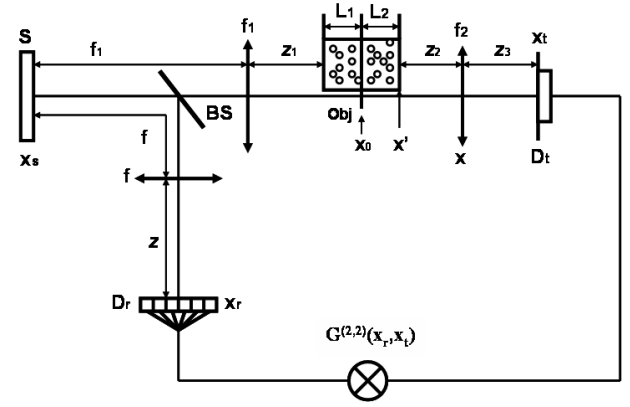 L₁ L₂
S f₁ f₂ xₜ
f₁ z₁ z₂ z₃
BS Obj
xₛ f x₀ x' x Dₜ
f
z
Dᵣ xᵣ
G⁽²,²⁾(xᵣ,xₜ)